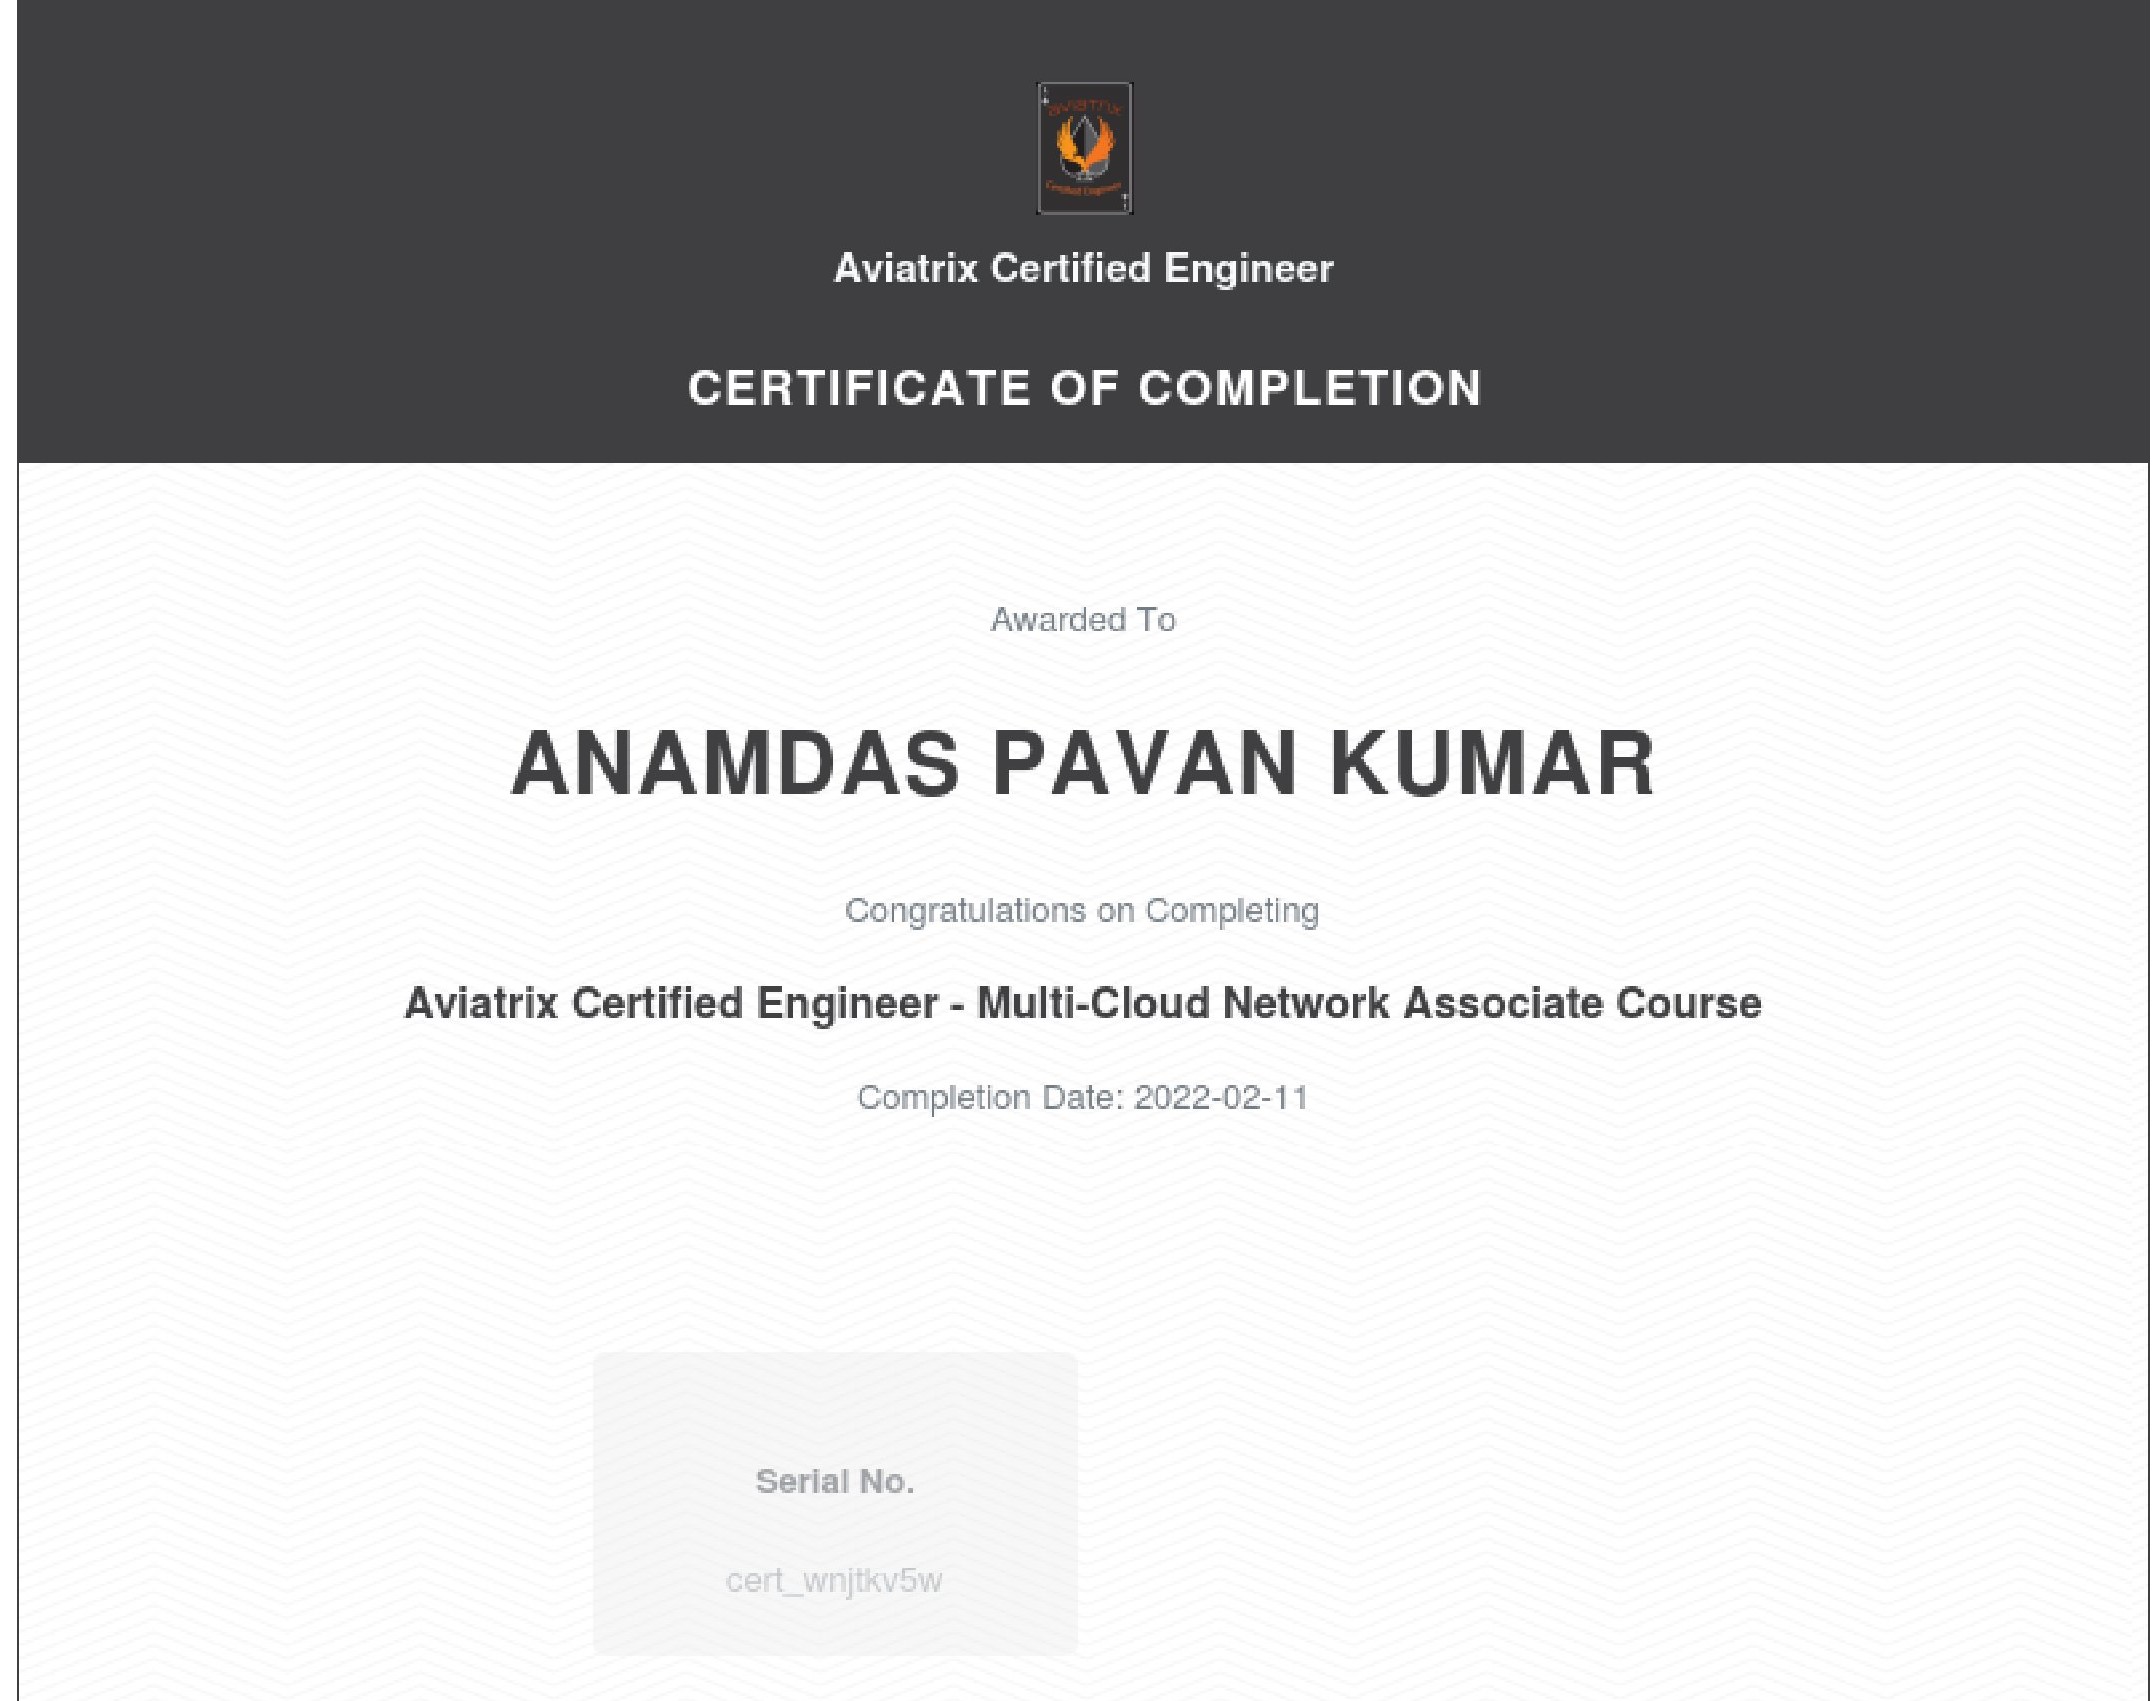 aviatrix
Certified Engineer
Aviatrix Certified Engineer
CERTIFICATE OF COMPLETION
Awarded To
ANAMDAS PAVAN KUMAR
Congratulations on Completing
Aviatrix Certified Engineer - Multi-Cloud Network Associate Course
Completion Date: 2022-02-11
Serial No.
cert_wnjtkv5w